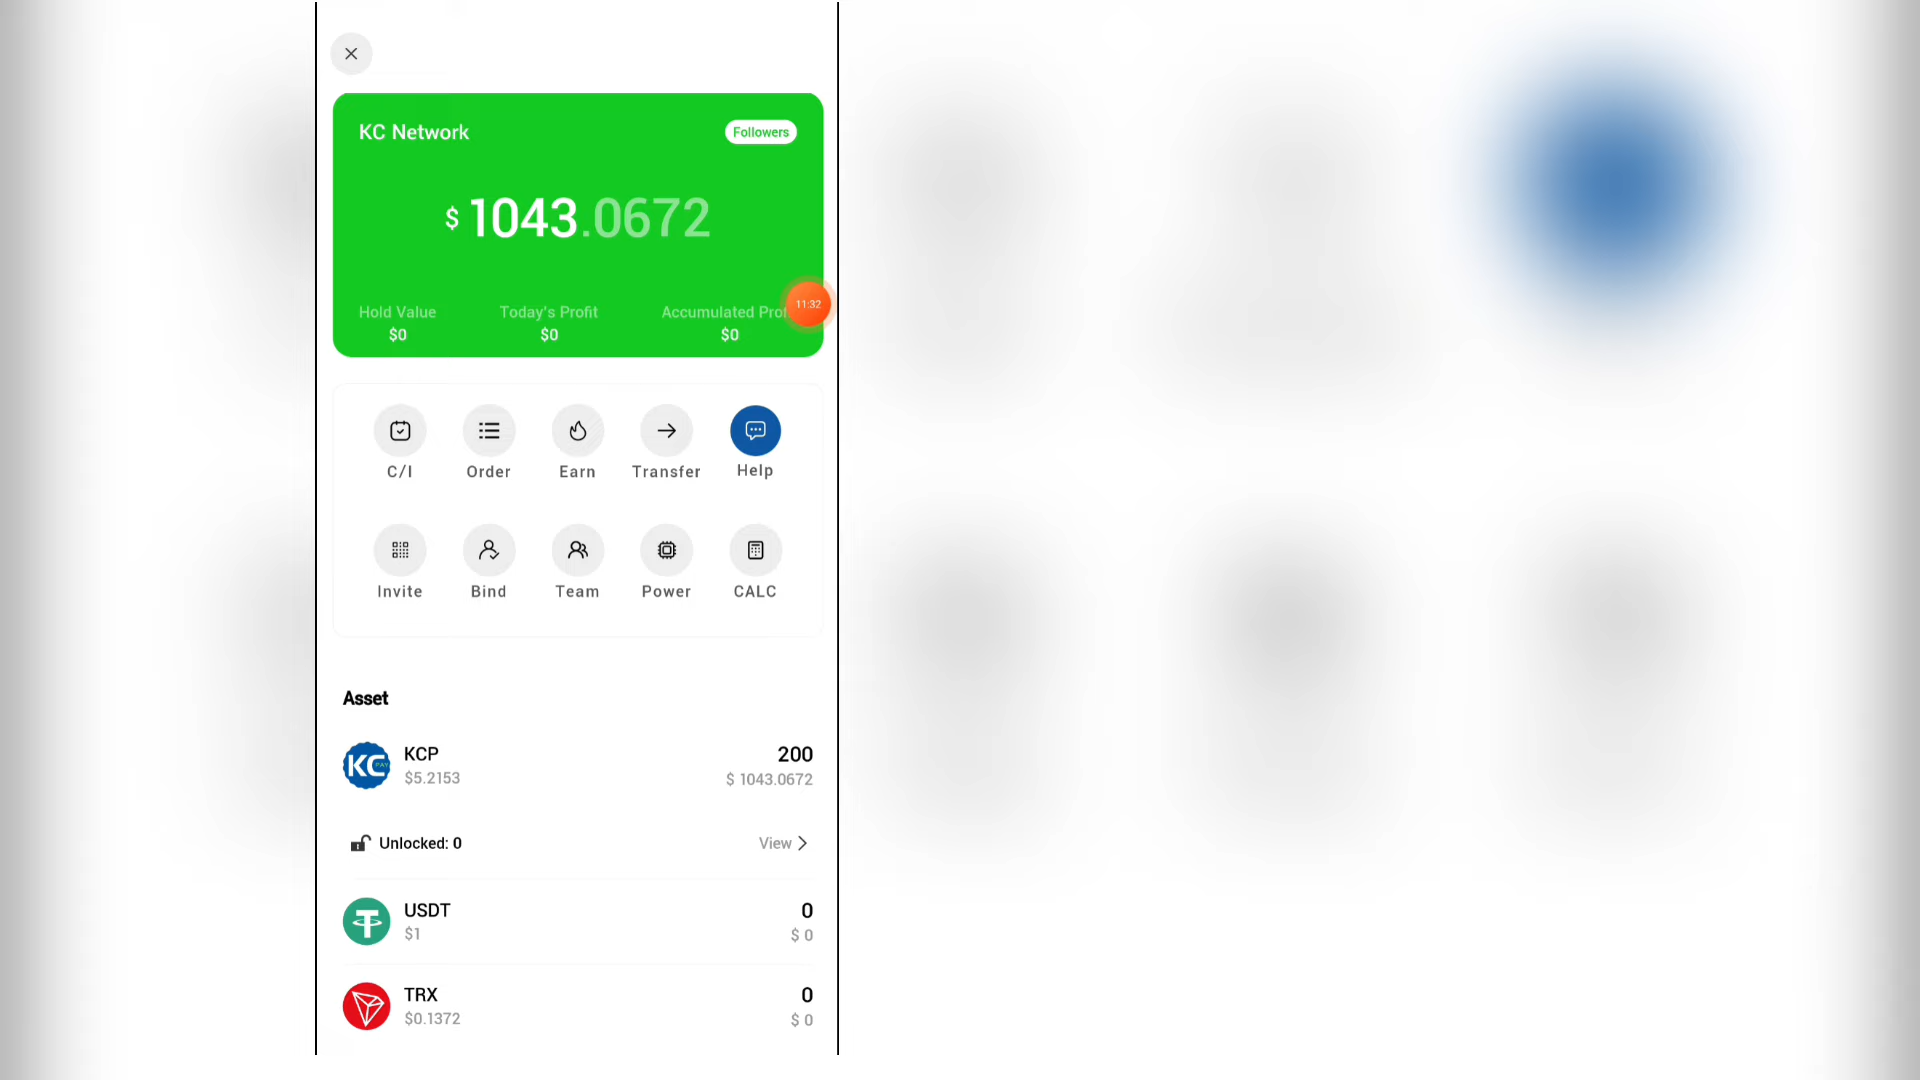 KC Network
Followers
$ 1043.0672
Hold Value Today's Profit Accumulated Prof
$0 $0 $0
11:32
C/I Order Earn Transfer Help
Invite Bind Team Power CALC
Asset
KC PAY
KCP 200
$5.2153 $ 1043.0672
Unlocked: 0 View
USDT 0
$1 $ 0
TRX 0
$0.1372 $ 0